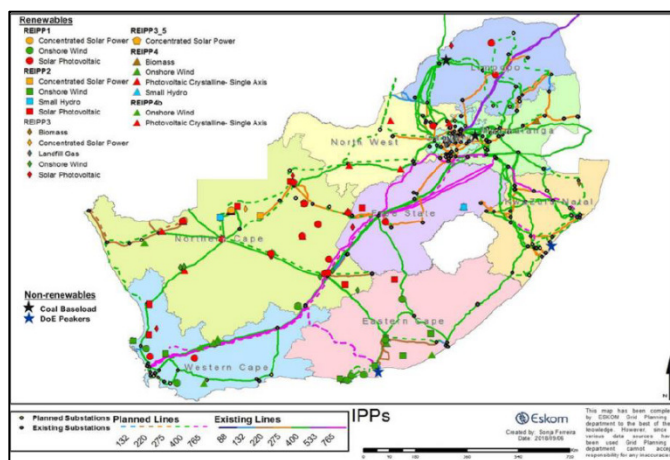 Renewables
REIPP1
Concentrated Solar Power
Onshore Wind
Solar Photovoltaic
REIPP2
Concentrated Solar Power
Onshore Wind
Small Hydro
Solar Photovoltaic
REIPP3
Biomass
Concentrated Solar Power
Landfill Gas
Onshore Wind
Solar Photovoltaic
REIPP3_5
Concentrated Solar Power
REIPP4
Biomass
Onshore Wind
Photovoltaic Crystalline- Single Axis
Small Hydro
REIPP4b
Onshore Wind
Photovoltaic Crystalline- Single Axis
Limpopo
North West
Free State
Northern Cape
Eastern Cape
Western Cape
Non-renewables
Coal Baseload
DoE Peakers
Planned Substations
Existing Substations
Planned Lines
132 220 275 400 765
Existing Lines
88 132 220 275 400 533 765
IPPs
Eskom
Created by: Sonja Ferreira
This map has been comple
by ESKOM Grid Planning
department to the best of the
knowledge. However, since
various data sources has
been used Grid Planning
department cannot accep
responsibility for any inaccuracies